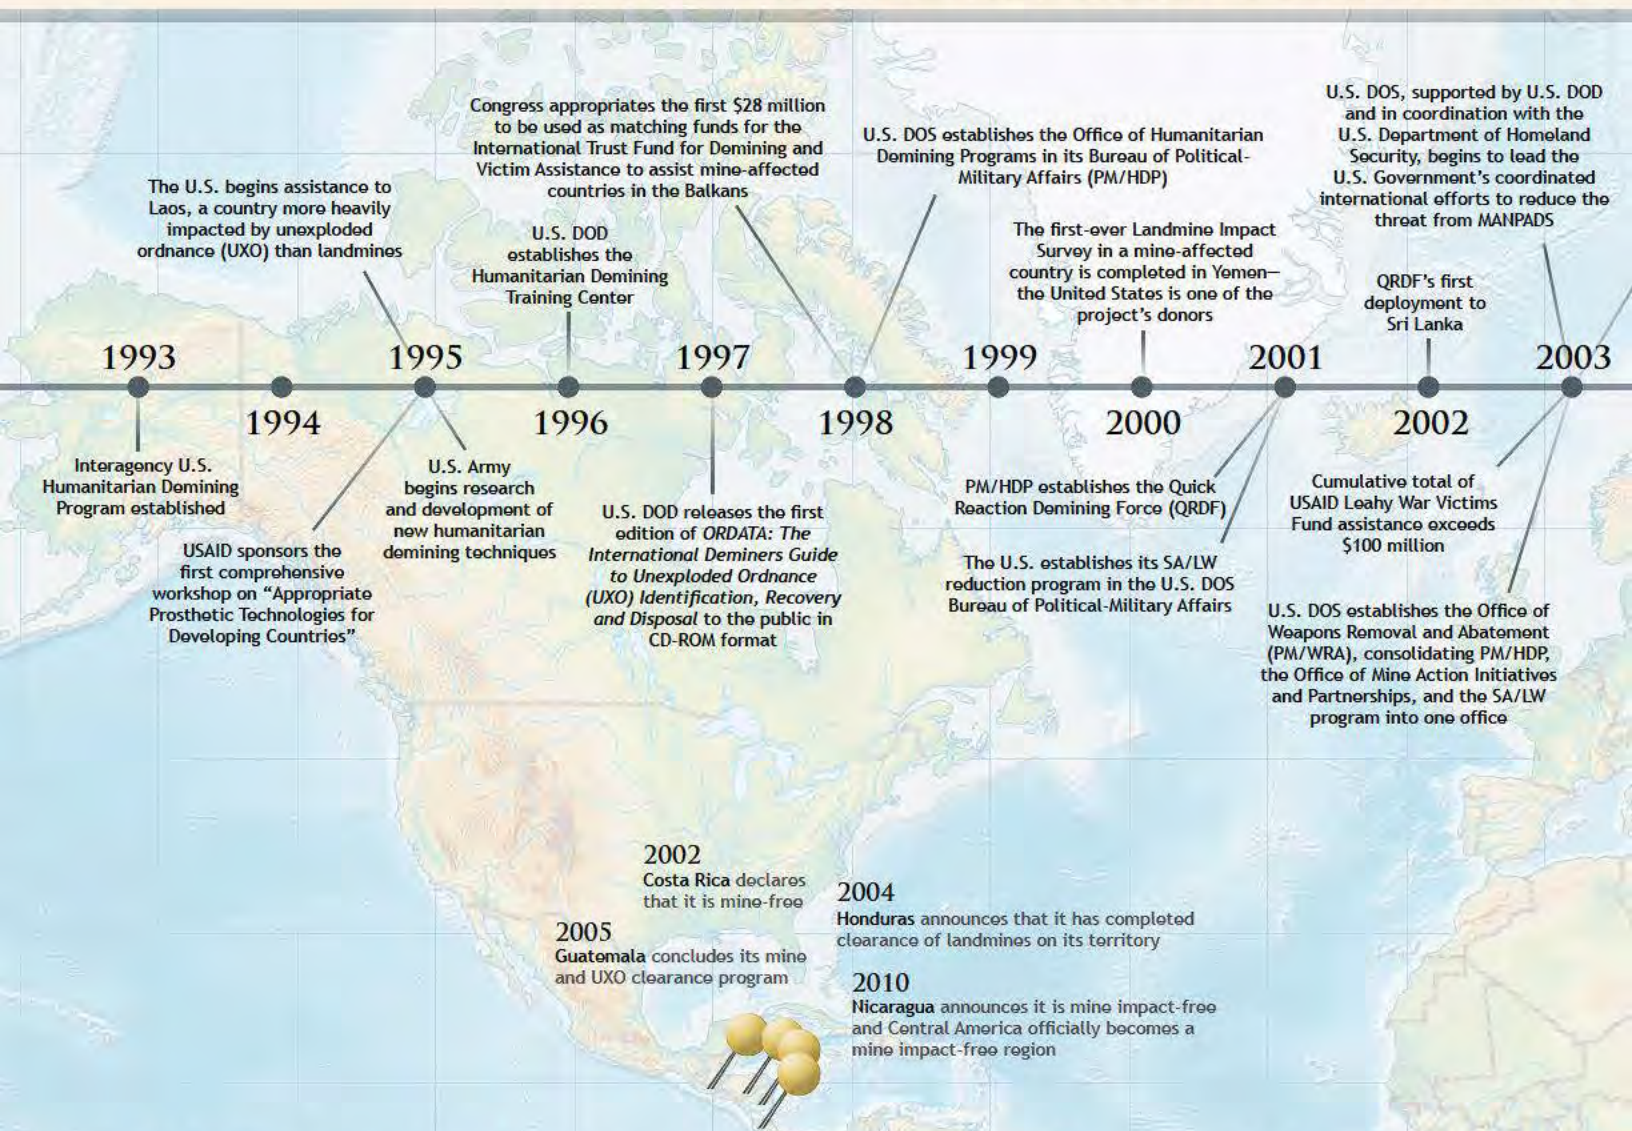 Congress appropriates the first $28 million
to be used as matching funds for the
International Trust Fund for Demining and
Victim Assistance to assist mine-affected
countries in the Balkans
U.S. DOS establishes the Office of Humanitarian
Demining Programs in its Bureau of Political-
Military Affairs (PM/HDP)
U.S. DOS, supported by U.S. DOD
and in coordination with the
U.S. Department of Homeland
Security, begins to lead the
U.S. Government's coordinated
international efforts to reduce the
threat from MANPADS
The U.S. begins assistance to
Laos, a country more heavily
impacted by unexploded
ordnance (UXO) than landmines
U.S. DOD
establishes the
Humanitarian Demining
Training Center
The first-ever Landmine Impact
Survey in a mine-affected
country is completed in Yemen—
the United States is one of the
project's donors
QRDF's first
deployment to
Sri Lanka
1993
1995
1997
1999
2001
2003
1994
1996
1998
2000
2002
Interagency U.S.
Humanitarian Demining
Program established
USAID sponsors the
first comprehensive
workshop on “Appropriate
Prosthetic Technologies for
Developing Countries”
U.S. Army
begins research
and development of
new humanitarian
demining techniques
U.S. DOD releases the first
edition of ORDATA: The
International Deminers Guide
to Unexploded Ordnance
(UXO) Identification, Recovery
and Disposal to the public in
CD-ROM format
PM/HDP establishes the Quick
Reaction Demining Force (QRDF)
The U.S. establishes its SA/LW
reduction program in the U.S. DOS
Bureau of Political-Military Affairs
Cumulative total of
USAID Leahy War Victims
Fund assistance exceeds
$100 million
U.S. DOS establishes the Office of
Weapons Removal and Abatement
(PM/WRA), consolidating PM/HDP,
the Office of Mine Action Initiatives
and Partnerships, and the SA/LW
program into one office
2002
Costa Rica declares
that it is mine-free
2004
Honduras announces that it has completed
clearance of landmines on its territory
2005
Guatemala concludes its mine
and UXO clearance program
2010
Nicaragua announces it is mine impact-free
and Central America officially becomes a
mine impact-free region